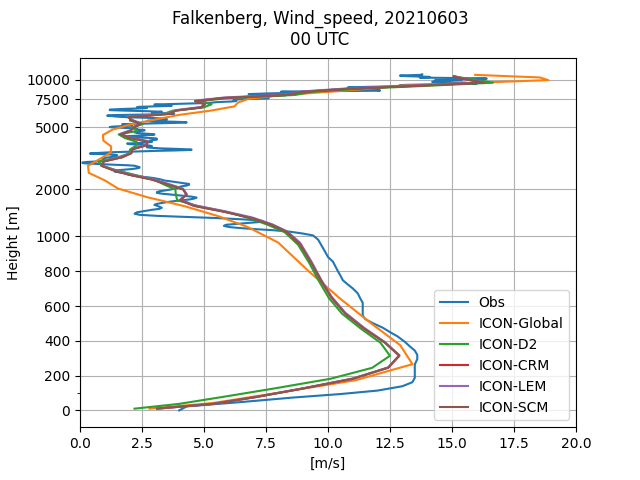 Falkenberg, Wind_speed, 20210603
00 UTC
10000
7500
5000
2000
1000
800
600
400
200
0
Height [m]
Obs
ICON-Global
ICON-D2
ICON-CRM
ICON-LEM
ICON-SCM
0.0 2.5 5.0 7.5 10.0 12.5 15.0 17.5 20.0
[m/s]